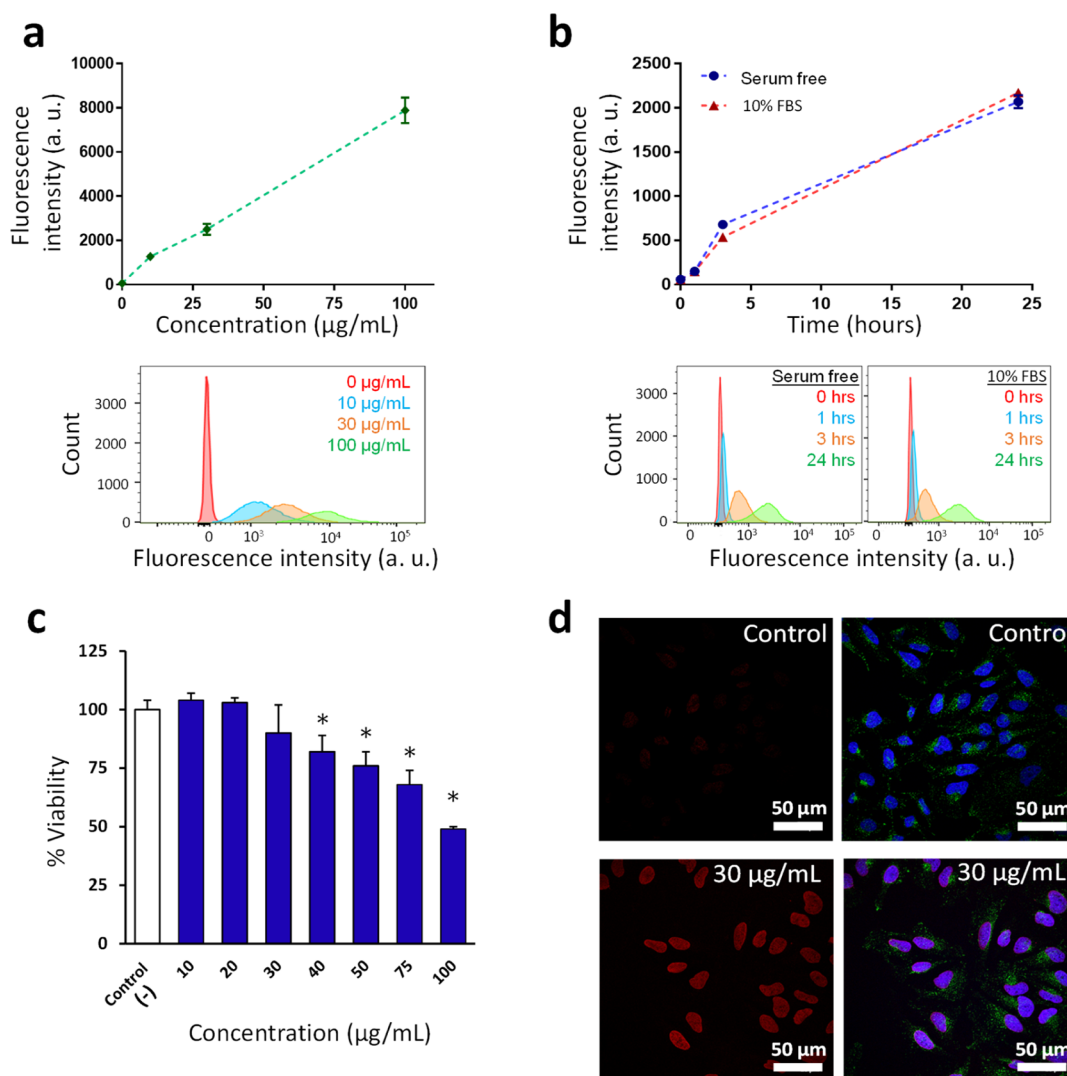 a
10000
8000
6000
4000
2000
0
Fluorescence
intensity (a. u.)
0 25 50 75 100
Concentration (µg/mL)
3000
2000
1000
0
Count
0 µg/mL
10 µg/mL
30 µg/mL
100 µg/mL
0 10³ 10⁴ 10⁵
Fluorescence intensity (a. u.)
b
2500
2000
1500
1000
500
0
Fluorescence
intensity (a. u.)
Serum free
10% FBS
0 5 10 15 20 25
Time (hours)
3000
2000
1000
0
Count
Serum free
0 hrs
1 hrs
3 hrs
24 hrs
0 10³ 10⁴ 10⁵
10% FBS
0 hrs
1 hrs
3 hrs
24 hrs
0 10³ 10⁴ 10⁵
Fluorescence intensity (a. u.)
c
125
100
75
50
25
0
% Viability
* * * *
Control
(-)
10
20
30
40
50
75
100
Concentration (µg/mL)
d
Control
50 µm
Control
50 µm
30 µg/mL
50 µm
30 µg/mL
50 µm